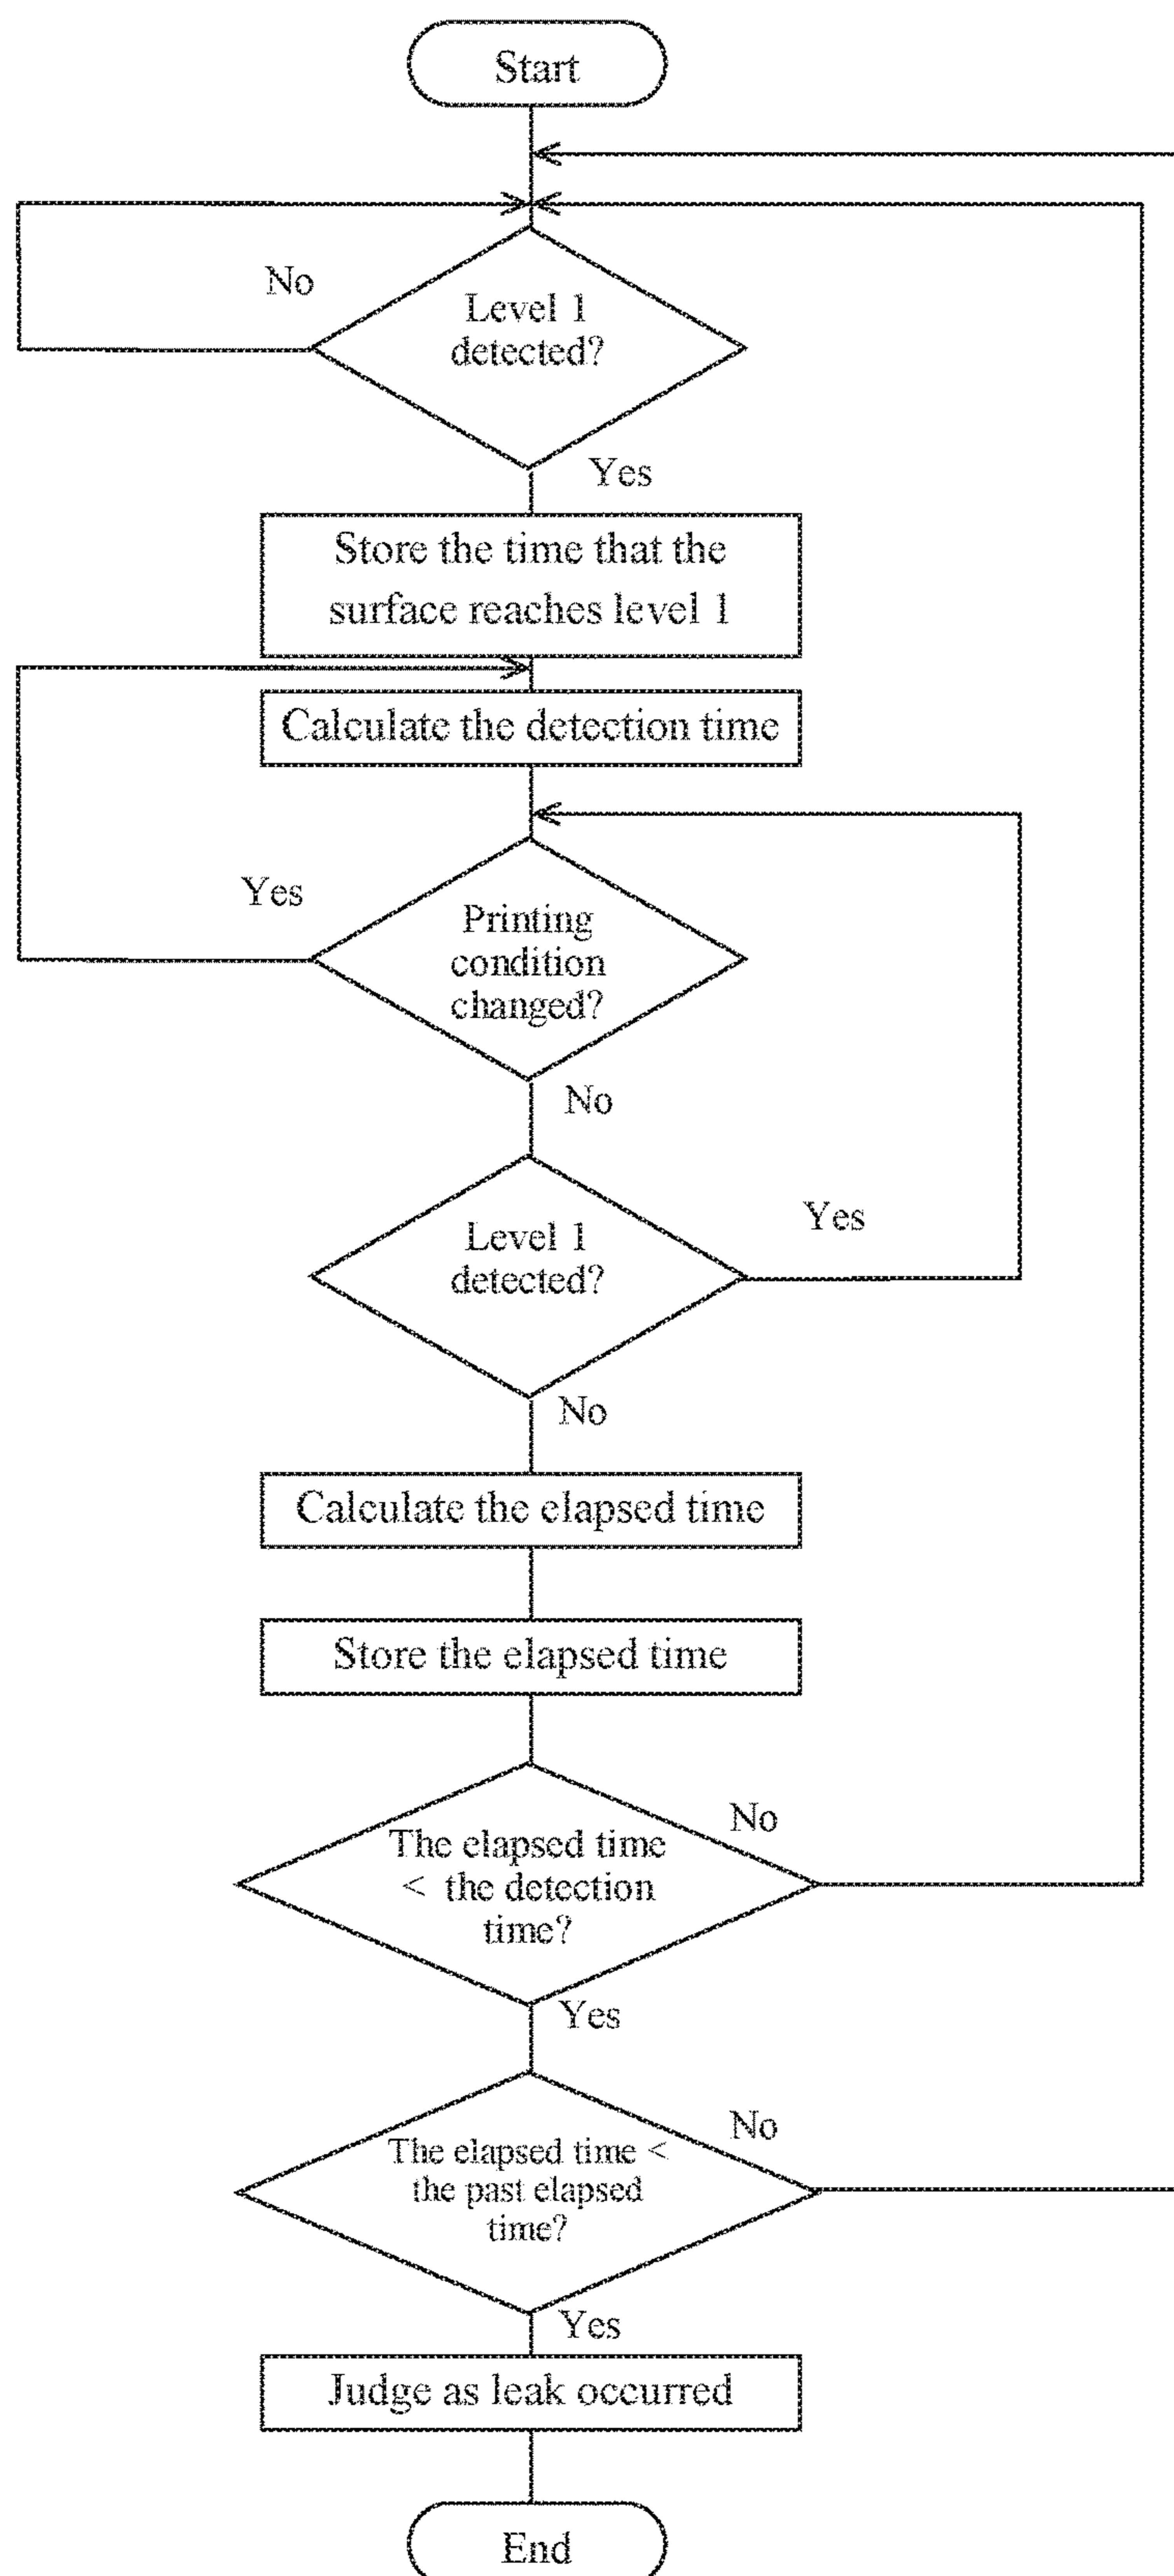 Start
No
Level 1
detected?
Yes
Store the time that the
surface reaches level 1
Calculate the detection time
Yes
Printing
condition
changed?
No
Level 1
detected?
Yes
No
Calculate the elapsed time
Store the elapsed time
No
The elapsed time
< the detection
time?
Yes
No
The elapsed time <
the past elapsed
time?
Yes
Judge as leak occurred
End